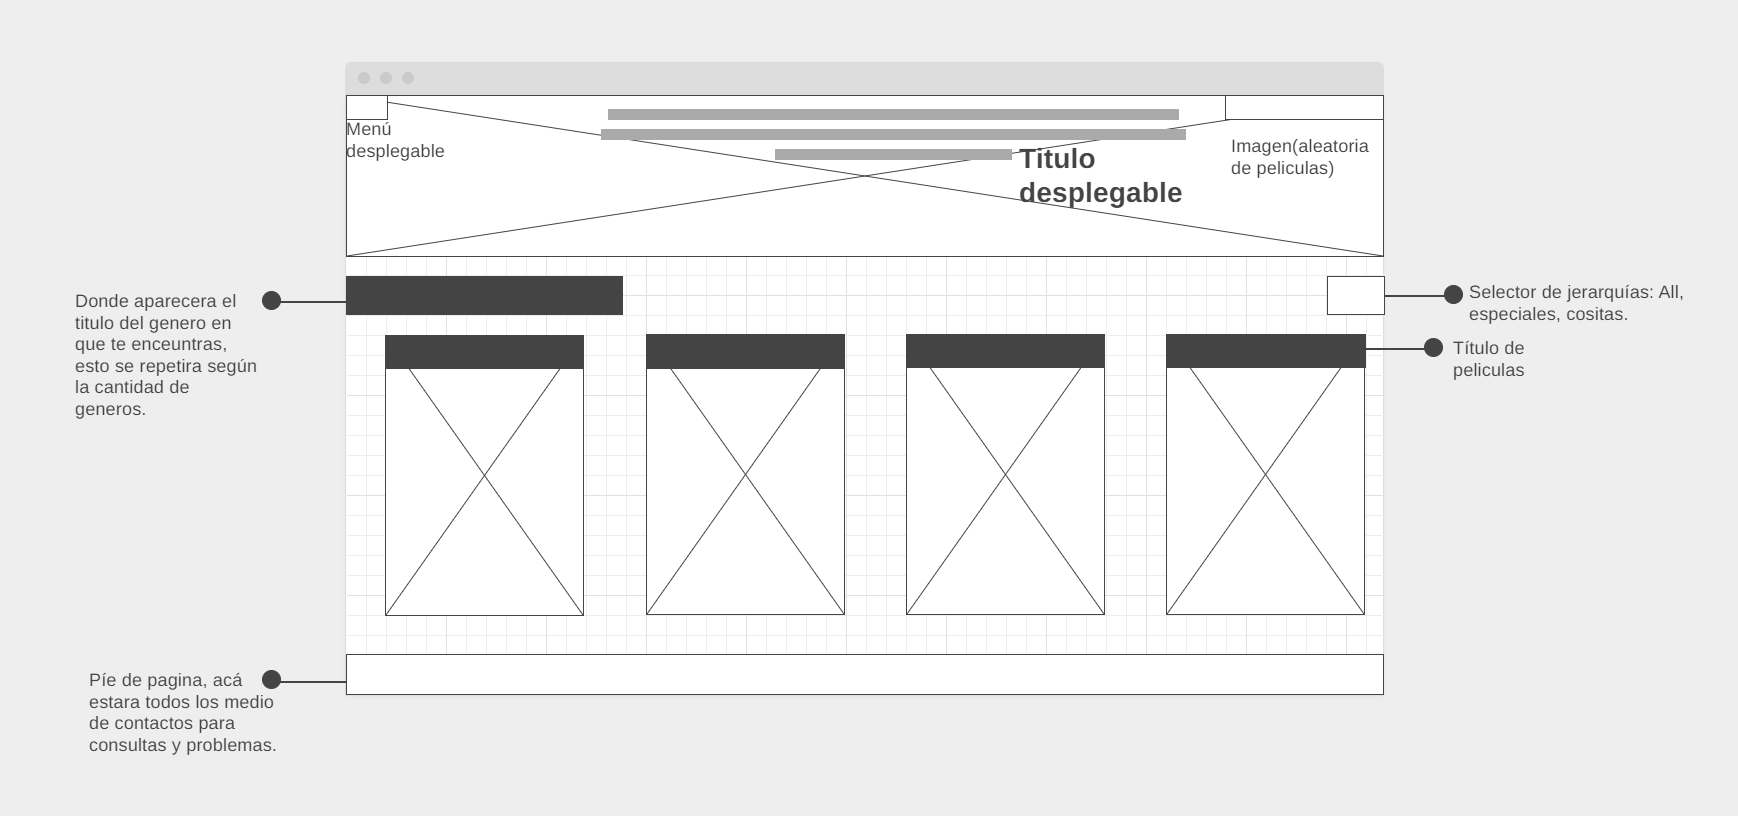 Menú
desplegable
Titulo
desplegable
Imagen(aleatoria
de peliculas)
Donde aparecera el
titulo del genero en
que te enceuntras,
esto se repetira según
la cantidad de
generos.
Selector de jerarquías: All,
especiales, cositas.
Título de
peliculas
Píe de pagina, acá
estara todos los medio
de contactos para
consultas y problemas.